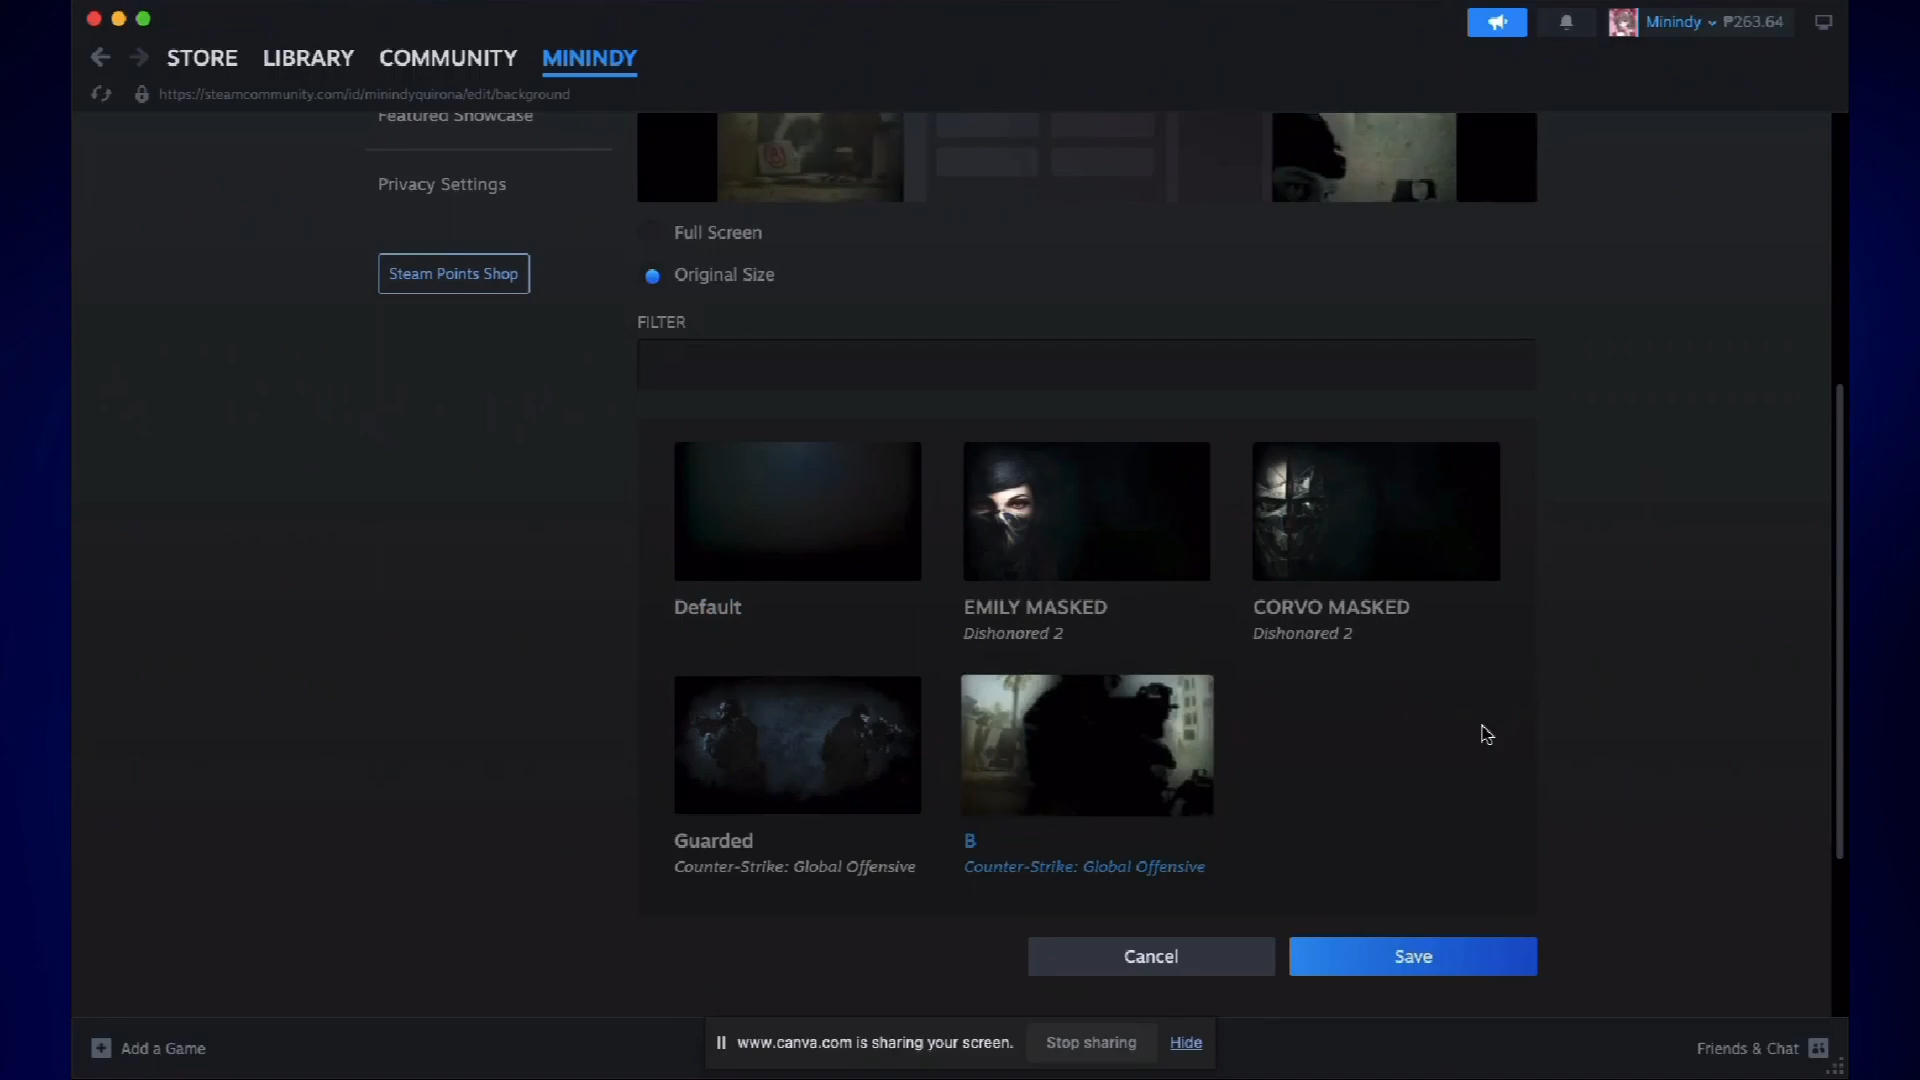 Minindy ₱263.64
STORE LIBRARY COMMUNITY MININDY
https://steamcommunity.com/id/minindyquirona/edit/background
Featured Showcase
Privacy Settings
Steam Points Shop
Full Screen
Original Size
FILTER
Default
EMILY MASKED
Dishonored 2
CORVO MASKED
Dishonored 2
Guarded
Counter-Strike: Global Offensive
B
Counter-Strike: Global Offensive
Cancel
Save
Add a Game
www.canva.com is sharing your screen.
Stop sharing
Hide
Friends & Chat